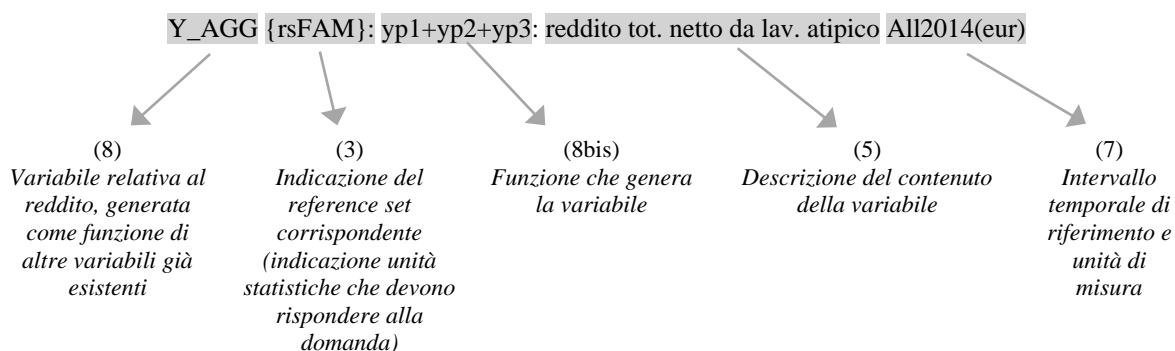 Y_AGG {rsFAM}: yp1+yp2+yp3: reddito tot. netto da lav. atipico All2014(eur)
(8)
Variabile relativa al
reddito, generata
come funzione di
altre variabili già
esistenti
(3)
Indicazione del
reference set
corrispondente
(indicazione unità
statistiche che devono
rispondere alla
domanda)
(8bis)
Funzione che genera
la variabile
(5)
Descrizione del contenuto
della variabile
(7)
Intervallo
temporale di
riferimento e
unità di
misura